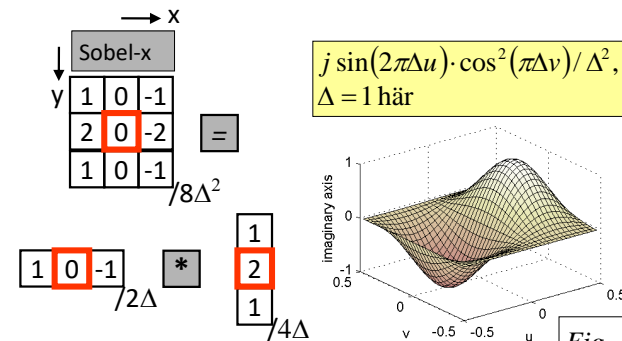 x
Sobel-x
y
1 0 -1
2 0 -2
1 0 -1
/8Δ²
=
1 0 -1
/2Δ
*
1
2
1
/4Δ
j sin(2πΔu)·cos²(πΔv)/Δ²,
Δ = 1 här
imaginary axis
1
0
-1
0.5
0
-0.5
v
-0.5
0
0.5
u
Fig